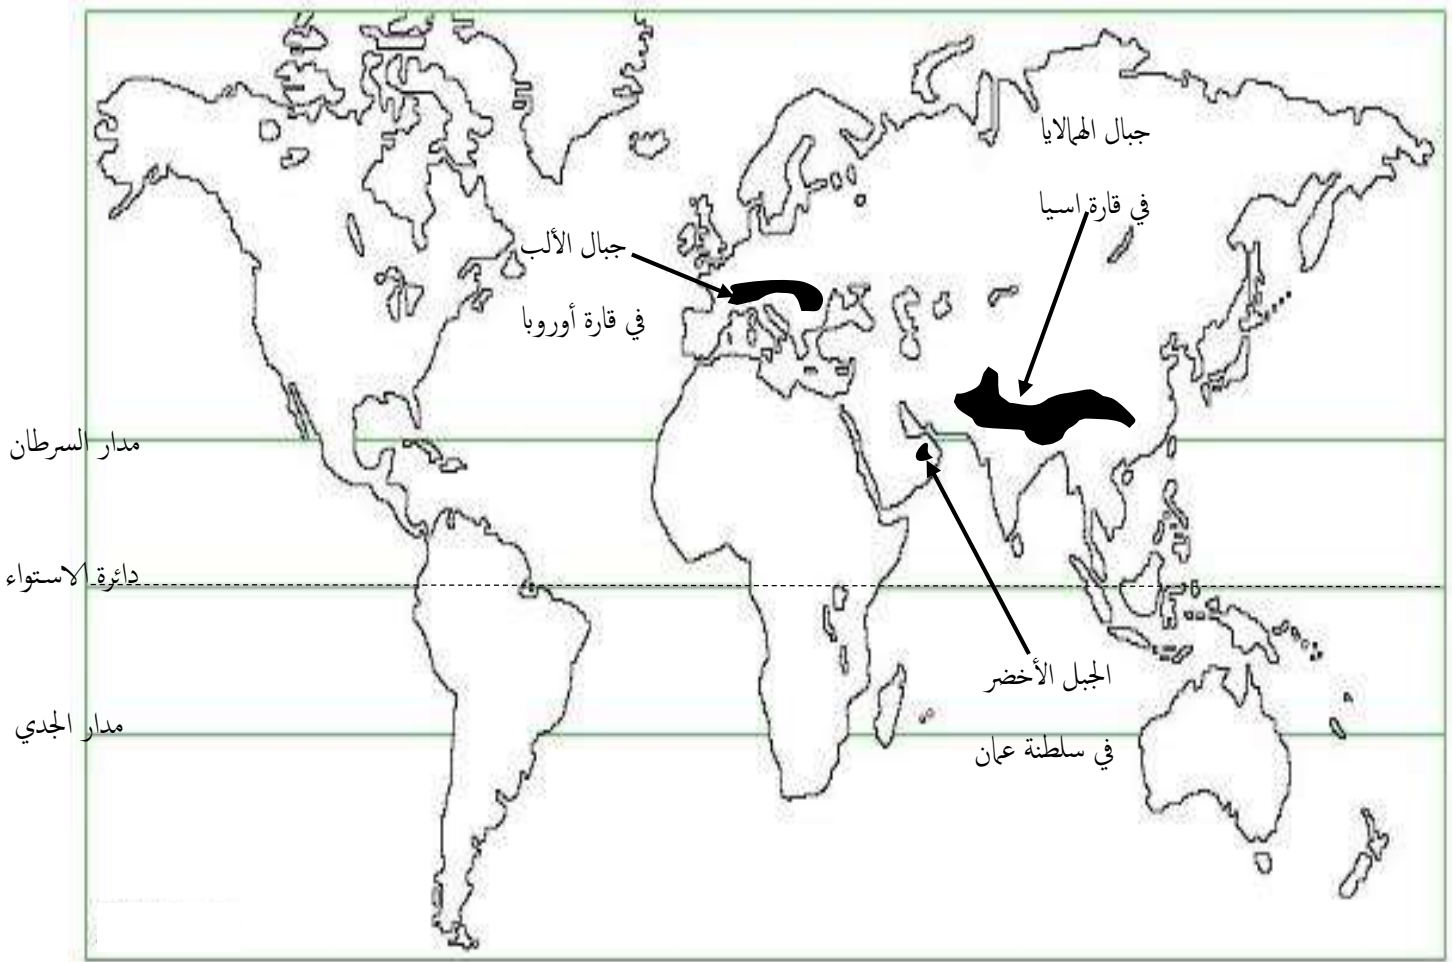 جبال الهمالايا
في قارة اسيا
جبال الألب
في قارة أوروبا
مدار السرطان
دائرة الاستواء
الجبل الأخضر
في سلطنة عمان
مدار الجدي